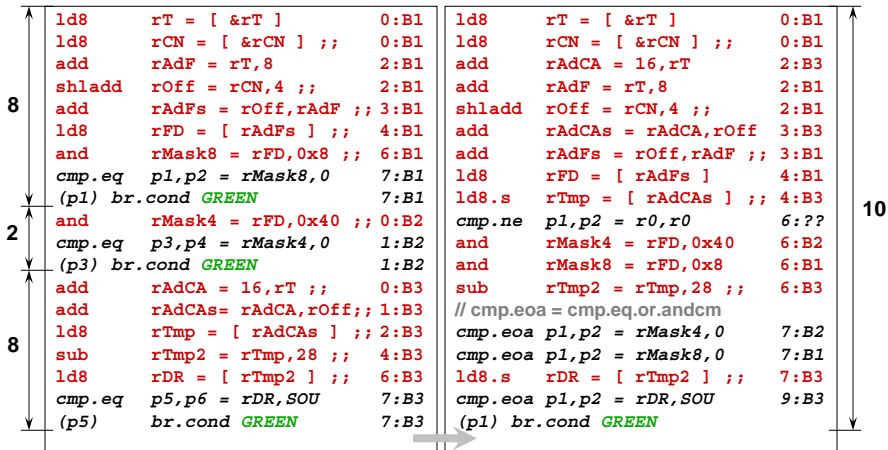 8
2
8
ld8 rT = [ &rT ] 0:B1
ld8 rCN = [ &rCN ] ;; 0:B1
add rAdF = rT,8 2:B1
shladd rOff = rCN,4 ;; 2:B1
add rAdFs = rOff,rAdF ;; 3:B1
ld8 rFD = [ rAdFs ] ;; 4:B1
and rMask8 = rFD,0x8 ;; 6:B1
cmp.eq p1,p2 = rMask8,0 7:B1
(p1) br.cond GREEN 7:B1
and rMask4 = rFD,0x40 ;; 0:B2
cmp.eq p3,p4 = rMask4,0 1:B2
(p3) br.cond GREEN 1:B2
add rAdCA = 16,rT ;; 0:B3
add rAdCAs= rAdCA,rOff;; 1:B3
ld8 rTmp = [ rAdCAs ] ;; 2:B3
sub rTmp2 = rTmp,28 ;; 4:B3
ld8 rDR = [ rTmp2 ] ;; 6:B3
cmp.eq p5,p6 = rDR,SOU 7:B3
(p5) br.cond GREEN 7:B3
ld8 rT = [ &rT ] 0:B1
ld8 rCN = [ &rCN ] ;; 0:B1
add rAdCA = 16,rT 2:B3
add rAdF = rT,8 2:B1
shladd rOff = rCN,4 ;; 2:B1
add rAdCAs = rAdCA,rOff 3:B3
add rAdFs = rOff,rAdF ;; 3:B1
ld8 rFD = [ rAdFs ] 4:B1
ld8.s rTmp = [ rAdCAs ] ;; 4:B3
cmp.ne p1,p2 = r0,r0 6:??
and rMask4 = rFD,0x40 6:B2
and rMask8 = rFD,0x8 6:B1
sub rTmp2 = rTmp,28 ;; 6:B3
// cmp.eoa = cmp.eq.or.andcm
cmp.eoa p1,p2 = rMask4,0 7:B2
cmp.eoa p1,p2 = rMask8,0 7:B1
ld8.s rDR = [ rTmp2 ] ;; 7:B3
cmp.eoa p1,p2 = rDR,SOU 9:B3
(p1) br.cond GREEN
10